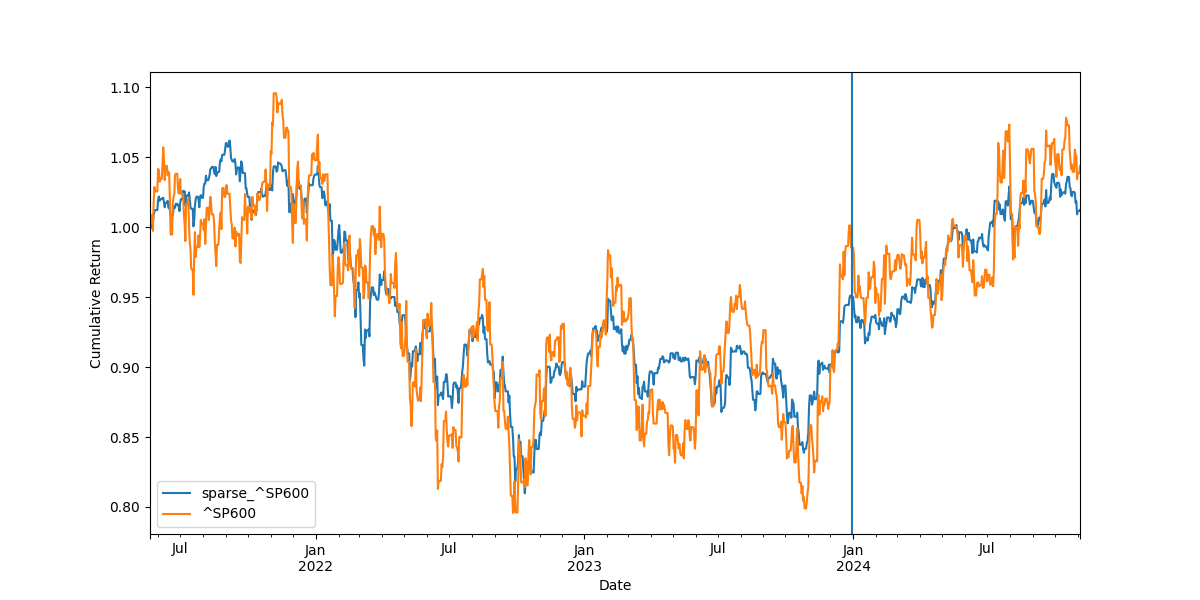 1.10
1.05
1.00
0.95
0.90
0.85
0.80
Cumulative Return
sparse_^SP600
^SP600
Jul
Jan
2022
Jul
Jan
2023
Jul
Jan
2024
Jul
Date